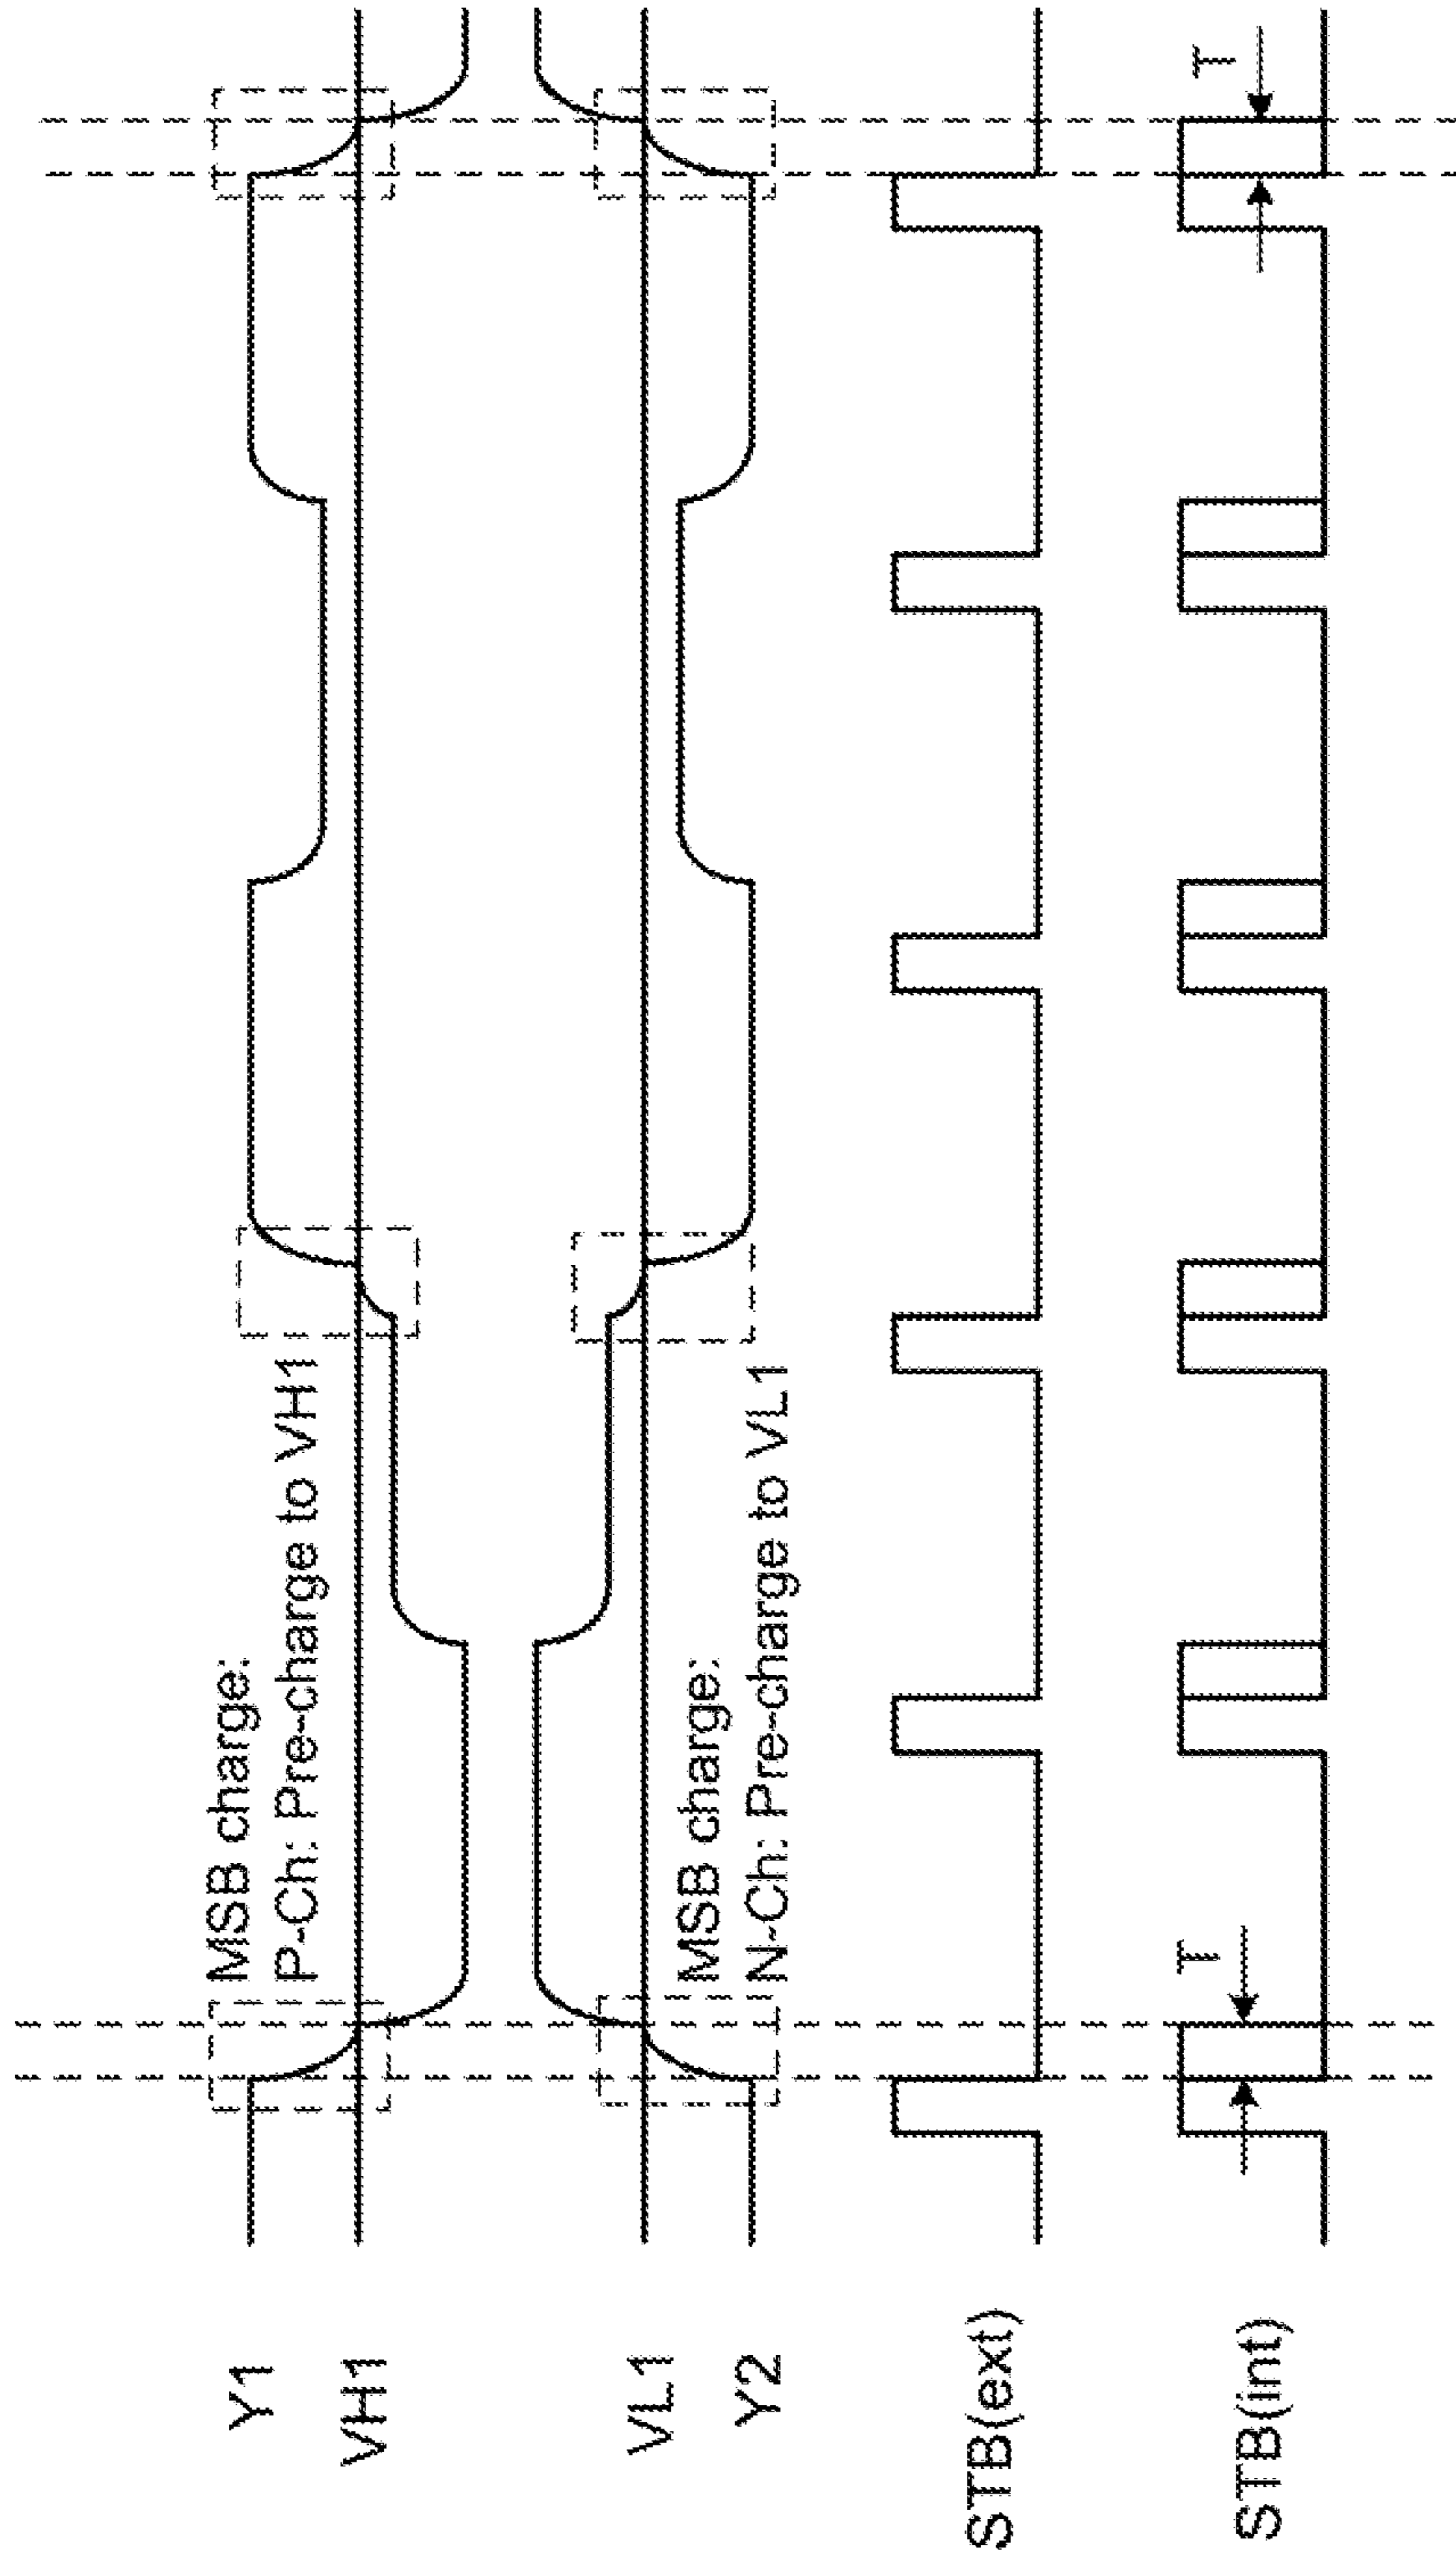 Y1
VH1
MSB charge:
P-Ch: Pre-charge to VH1
VL1
Y2
MSB charge:
N-Ch: Pre-charge to VL1
STB(ext)
STB(int)
T
T